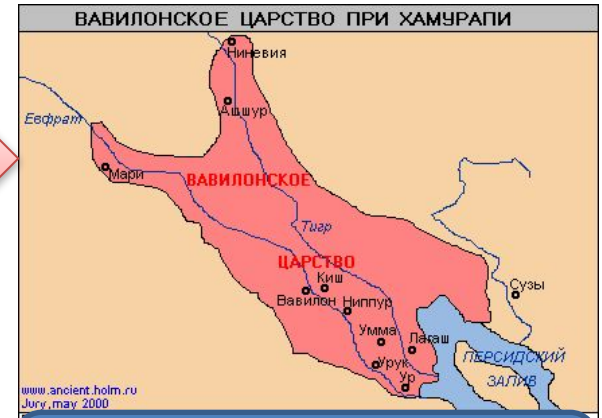 ВАВИЛОНСКОЕ ЦАРСТВО ПРИ ХАМУРАПИ
Ниневия
Ашшур
Евфрат
Мари
ВАВИЛОНСКОЕ
Тигр
ЦАРСТВО
Киш
Вавилон
Ниппур
Сузы
Умма
Лагаш
Урук
Ур
ПЕРСИДСКИЙ
ЗАЛИВ
www.ancient.holm.ru
Jury, may 2000